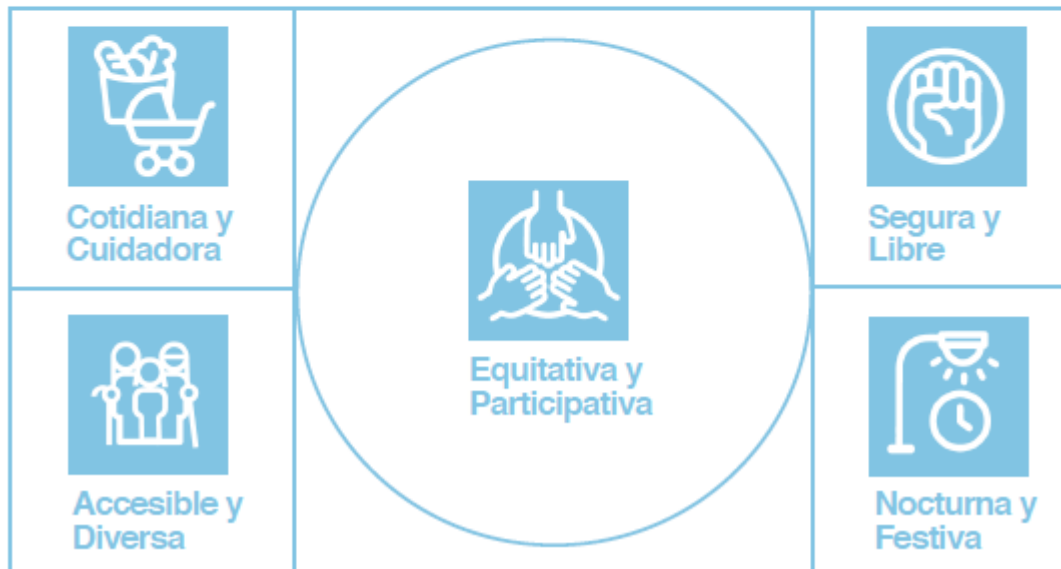 Cotidiana y
Cuidadora
Segura y
Libre
Equitativa y
Participativa
Accesible y
Diversa
Nocturna y
Festiva